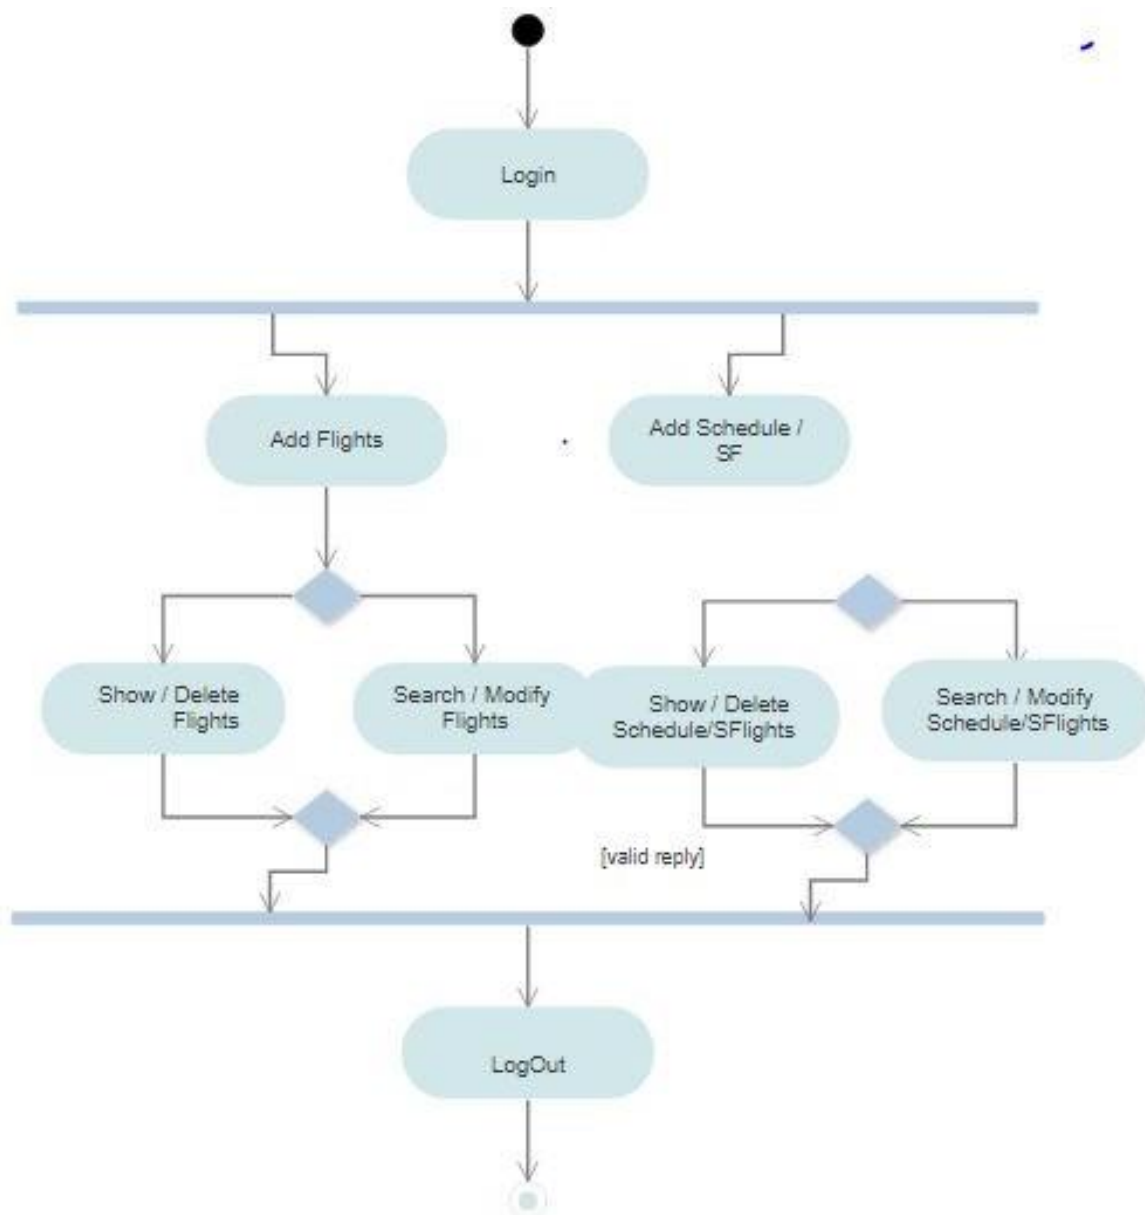 Login
Add Flights
Add Schedule /
SF
Show / Delete
Flights
Search / Modify
Flights
Show / Delete
Schedule/SFlights
Search / Modify
Schedule/SFlights
[valid reply]
LogOut